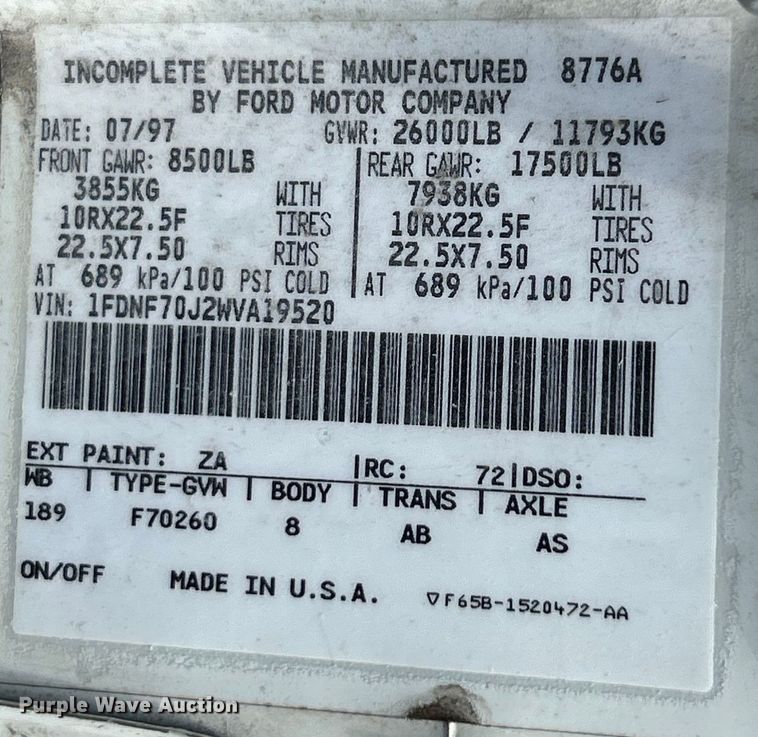 INCOMPLETE VEHICLE MANUFACTURED 8776A
BY FORD MOTOR COMPANY
DATE: 07/97 GVWR: 26000LB / 11793KG
FRONT GAWR: 8500LB REAR GAWR: 17500LB
3855KG WITH 7938KG WITH
10RX22.5F TIRES 10RX22.5F TIRES
22.5X7.50 RIMS 22.5X7.50 RIMS
AT 689 kPa/100 PSI COLD AT 689 kPa/100 PSI COLD
VIN: 1FDNF70J2WVA19520
EXT PAINT: ZA RC: 72 DSO:
WB TYPE-GVW BODY TRANS AXLE
189 F70260 8 AB AS
ON/OFF MADE IN U.S.A. ▽F65B-1520472-AA
Purple Wave Auction